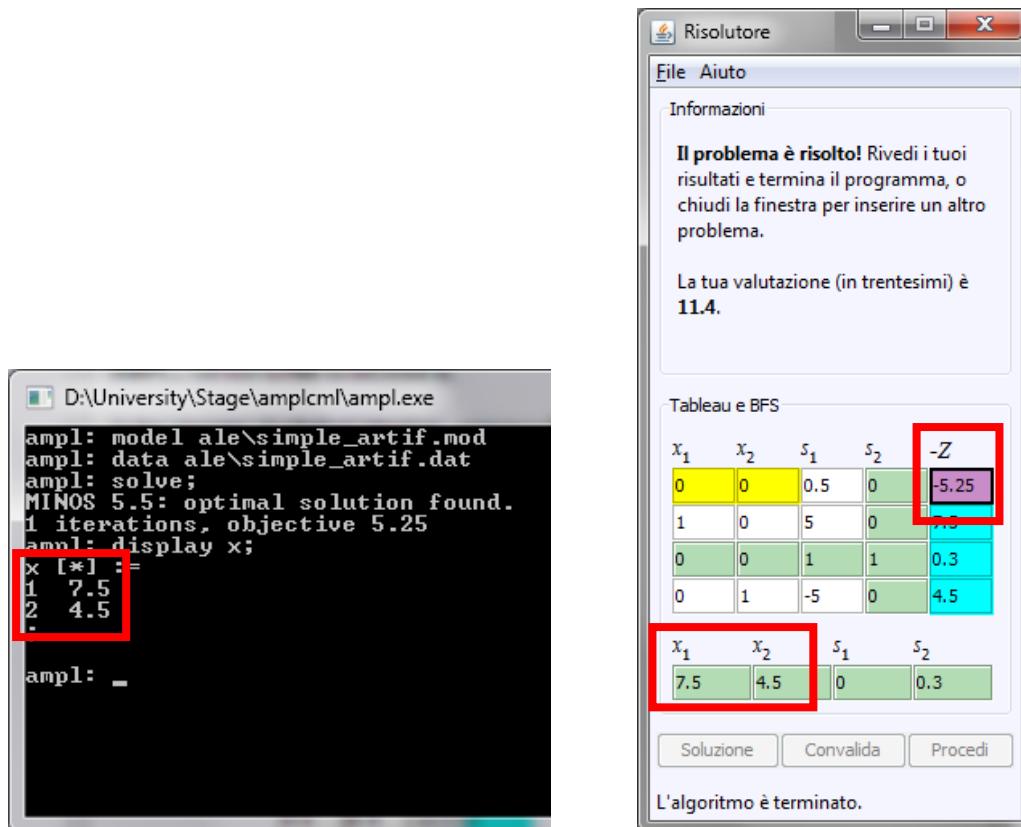 D:\University\Stage\amplcml\ampl.exe
ampl: model ale\simple_artif.mod
ampl: data ale\simple_artif.dat
ampl: solve;
MINOS 5.5: optimal solution found.
1 iterations, objective 5.25
ampl: display x;
x [*] :=
1 7.5
2 4.5
;
ampl: _
Risolutore
File Aiuto
Informazioni
Il problema è risolto! Rivedi i tuoi
risultati e termina il programma, o
chiudi la finestra per inserire un altro
problema.
La tua valutazione (in trentesimi) è
11.4.
Tableau e BFS
x₁ x₂ s₁ s₂ -Z
0 0 0.5 0 -5.25
1 0 5 0 7.5
0 0 1 1 0.3
0 1 -5 0 4.5
x₁ x₂ s₁ s₂
7.5 4.5 0 0.3
Soluzione Convalida Procedi
L'algoritmo è terminato.